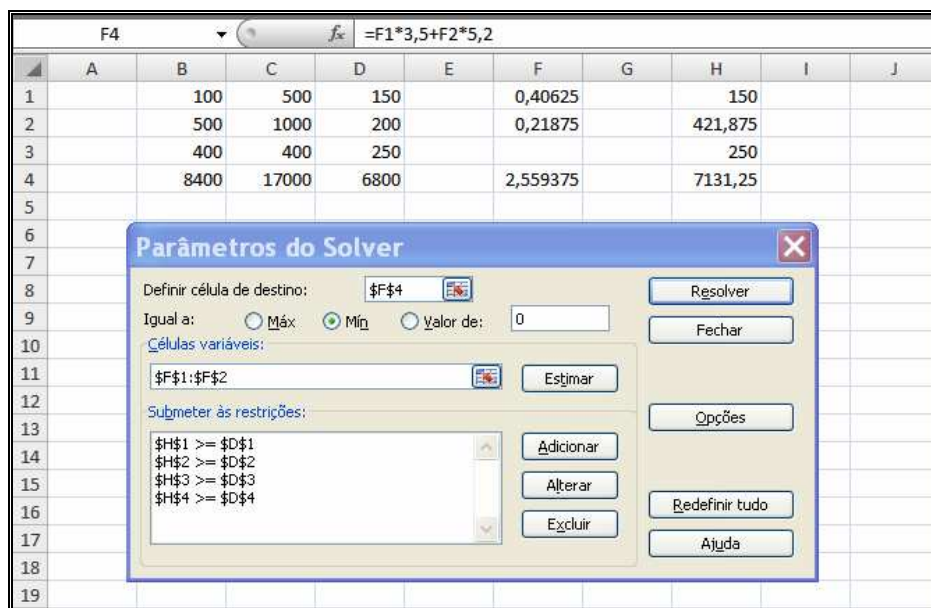 F4 fx =F1*3,5+F2*5,2
A B C D E F G H I J
1 100 500 150 0,40625 150
2 500 1000 200 0,21875 421,875
3 400 400 250 250
4 8400 17000 6800 2,559375 7131,25
5
6
Parâmetros do Solver
7
8
Definir célula de destino: $F$4 Resolver
9
Igual a: Máx Mín Valor de: 0 Fechar
10
Células variáveis:
11
$F$1:$F$2 Estimar
12
Submeter às restrições: Opções
13
$H$1 >= $D$1 Adicionar
14
$H$2 >= $D$2
15
$H$3 >= $D$3 Alterar
$H$4 >= $D$4 Redefinir tudo
16
Excluir
17
Ajuda
18
19